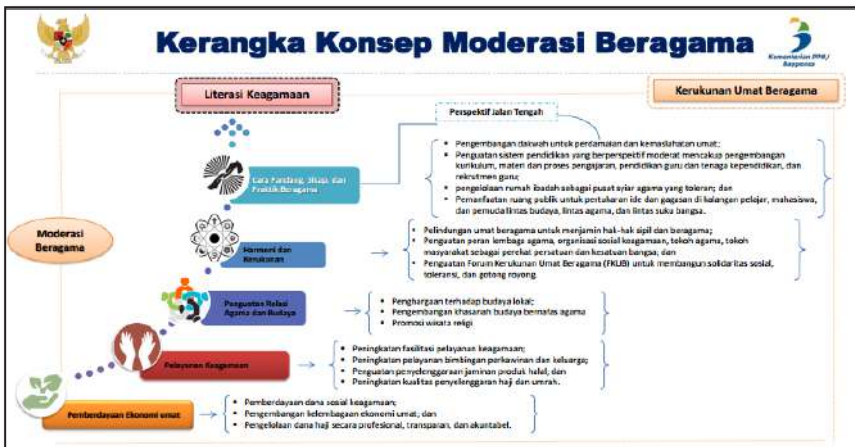 Kerangka Konsep Moderasi Beragama
Kementerian PPN/
Bappenas
Literasi Keagamaan
Kerukunan Umat Beragama
Perspektif Jalan Tengah
Cara Pandang, Sikap, dan
Praktik Beragama
• Pengembangan dakwah untuk perdamaian dan kemaslahatan umat;
• Penguatan sistem pendidikan yang berperspektif moderat mencakup pengembangan
kurikulum, materi dan proses pengajaran, pendidikan guru dan tenaga kependidikan, dan
rekrutmen guru;
• pengelolaan rumah ibadah sebagai pusat syiar agama yang toleran; dan
• Pemanfaatan ruang publik untuk pertukaran ide dan gagasan di kalangan pelajar, mahasiswa,
dan pemuda lintas budaya, lintas agama, dan lintas suku bangsa.
Moderasi
Beragama
Harmoni dan
Kerukunan
• Pelindungan umat beragama untuk menjamin hak-hak sipil dan beragama;
• Penguatan peran lembaga agama, organisasi sosial keagamaan, tokoh agama, tokoh
masyarakat sebagai perekat persatuan dan kesatuan bangsa; dan
• Penguatan Forum Kerukunan Umat Beragama (FKUB) untuk membangun solidaritas sosial,
toleransi, dan gotong royong.
Penguatan Relasi
Agama dan Budaya
• Penghargaan terhadap budaya lokal;
• Pengembangan khasanah budaya bernafas agama
• Promosi wisata religi
Pelayanan Keagamaan
• Peningkatan fasilitasi pelayanan keagamaan;
• Peningkatan pelayanan bimbingan perkawinan dan keluarga;
• Penguatan penyelenggaraan jaminan produk halal; dan
• Peningkatan kualitas penyelenggaran haji dan umrah.
Pemberdayaan Ekonomi umat
• Pemberdayaan dana sosial keagamaan;
• Pengembangan kelembagaan ekonomi umat; dan
• Pengelolaan dana haji secara profesional, transparan, dan akuntabel.